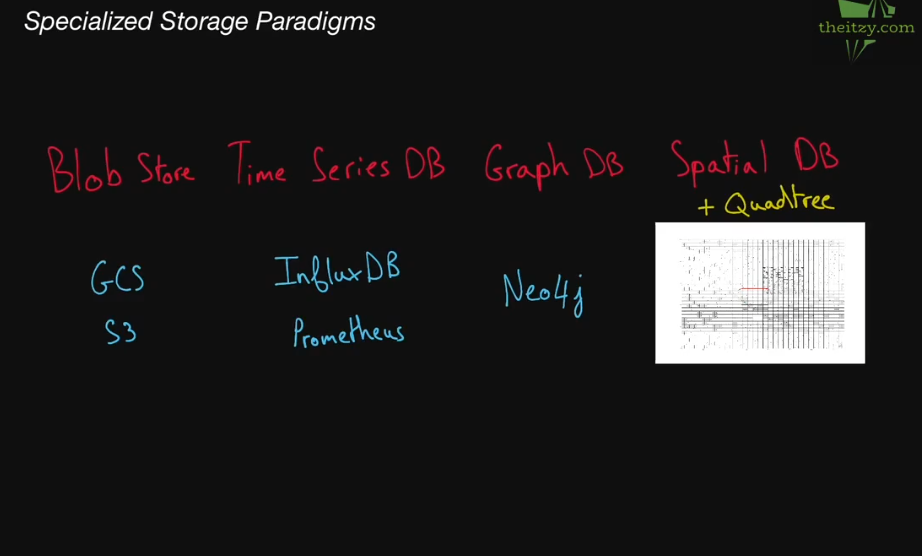 Specialized Storage Paradigms
theitzy.com
Blob Store
Time Series DB
Graph DB
Spatial DB
+ Quadtree
GCS
InfluxDB
Neo4j
S3
Prometheus